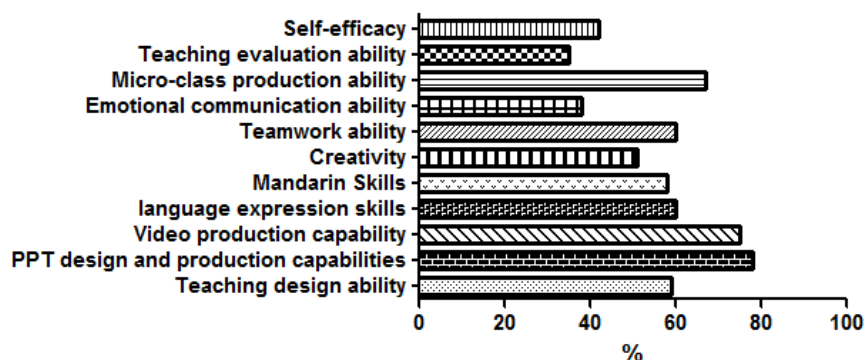 Self-efficacy
Teaching evaluation ability
Micro-class production ability
Emotional communication ability
Teamwork ability
Creativity
Mandarin Skills
language expression skills
Video production capability
PPT design and production capabilities
Teaching design ability
0 20 40 60 80 100
%